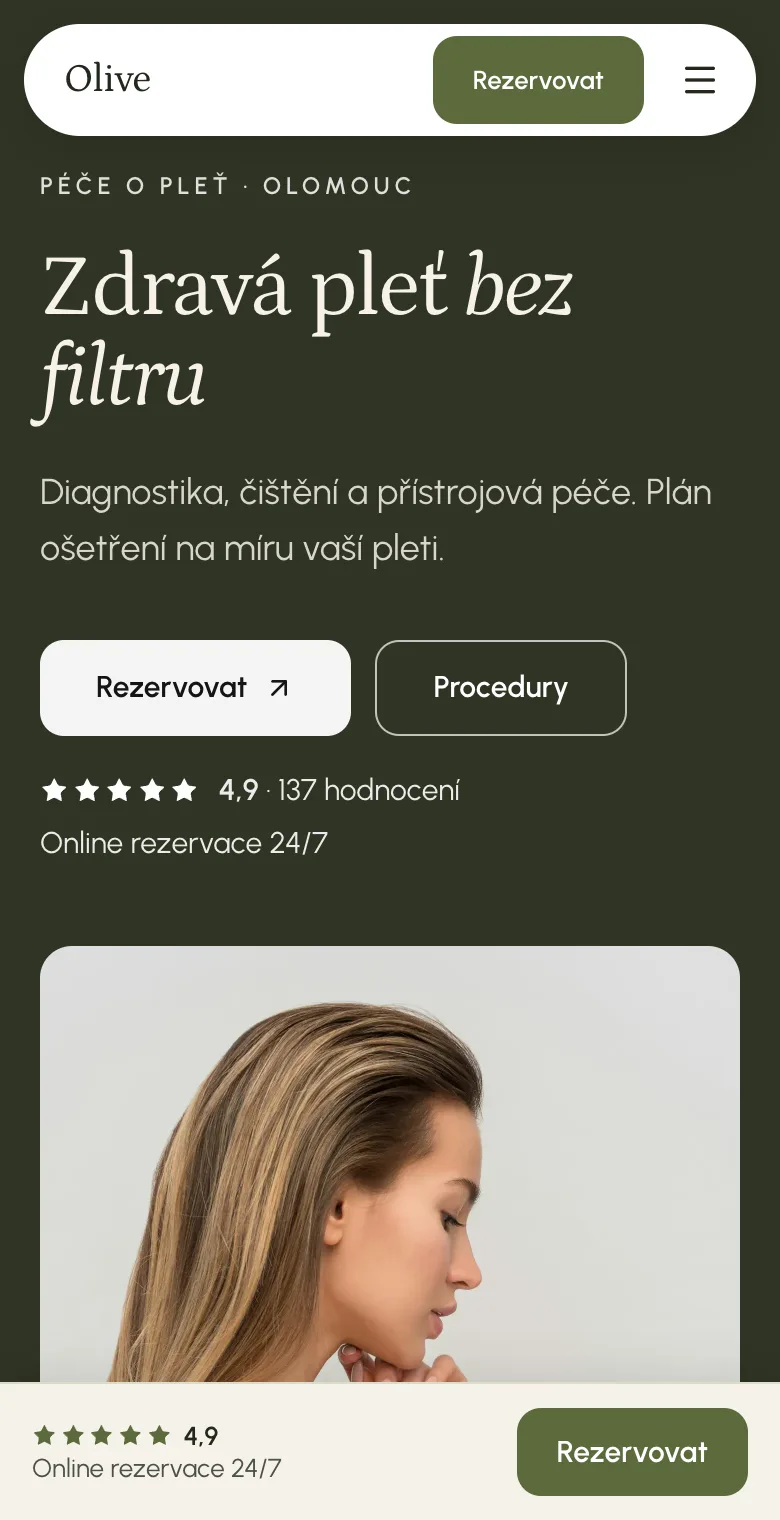 Olive
Rezervovat
PÉČE O PLEŤ · OLOMOUC
Zdravá pleť bez
filtru
Diagnostika, čištění a přístrojová péče. Plán
ošetření na míru vaší pleti.
Rezervovat
Procedury
4,9 · 137 hodnocení
Online rezervace 24/7
4,9
Online rezervace 24/7
Rezervovat